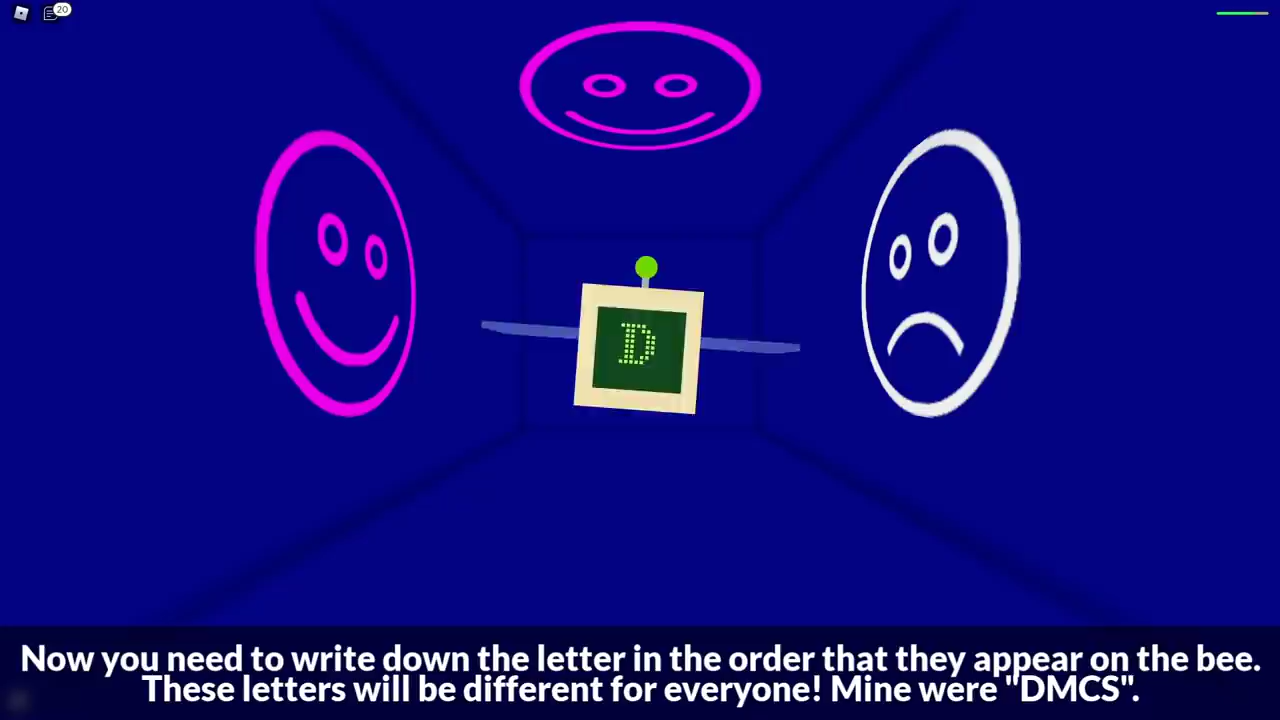 20
D
Now you need to write down the letter in the order that they appear on the bee.
These letters will be different for everyone! Mine were "DMCS".